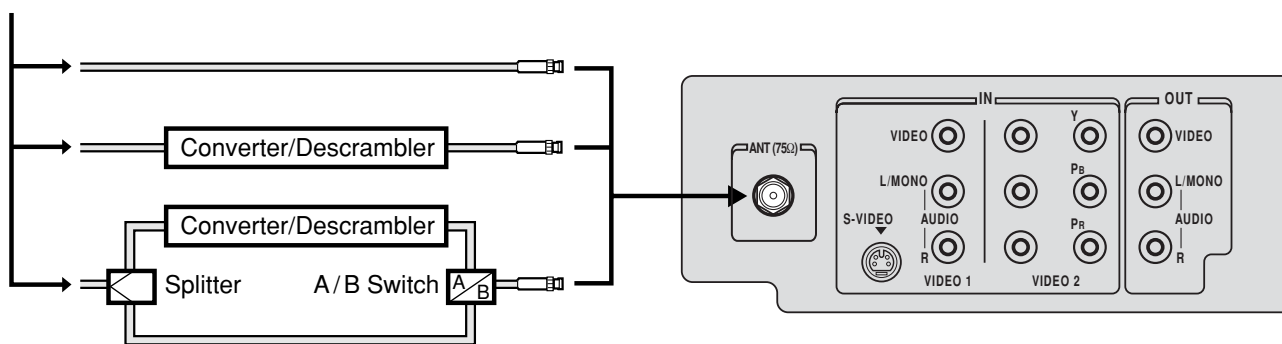 Converter/Descrambler
Converter/Descrambler
Splitter
A/B Switch
A
B
ANT (75Ω)
IN
VIDEO
L/MONO
AUDIO
R
S-VIDEO
VIDEO 1
Y
PB
PR
VIDEO 2
OUT
VIDEO
L/MONO
AUDIO
R